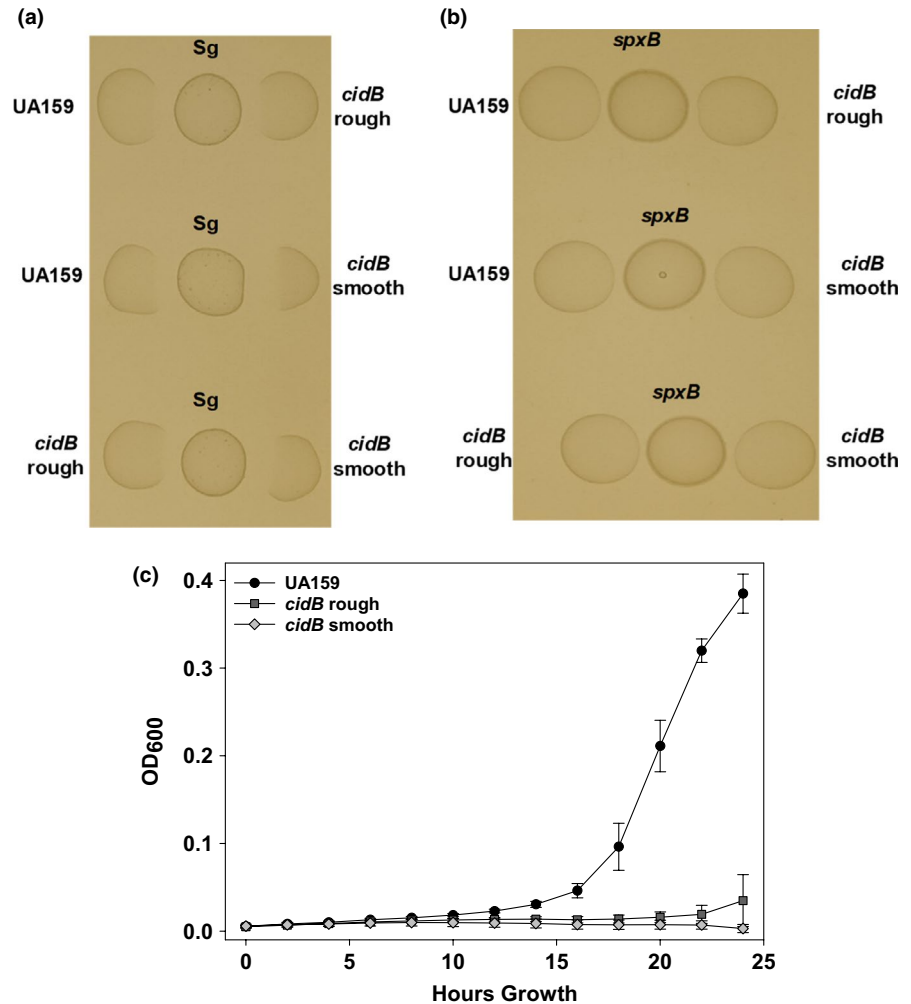 (a)
Sg
UA159
cidB
rough
Sg
UA159
cidB
smooth
Sg
cidB
rough
cidB
smooth
(b)
spxB
UA159
cidB
rough
spxB
UA159
cidB
smooth
spxB
cidB
rough
cidB
smooth
(c)
UA159
cidB rough
cidB smooth
OD600
0.4
0.3
0.2
0.1
0.0
0 5 10 15 20 25
Hours Growth